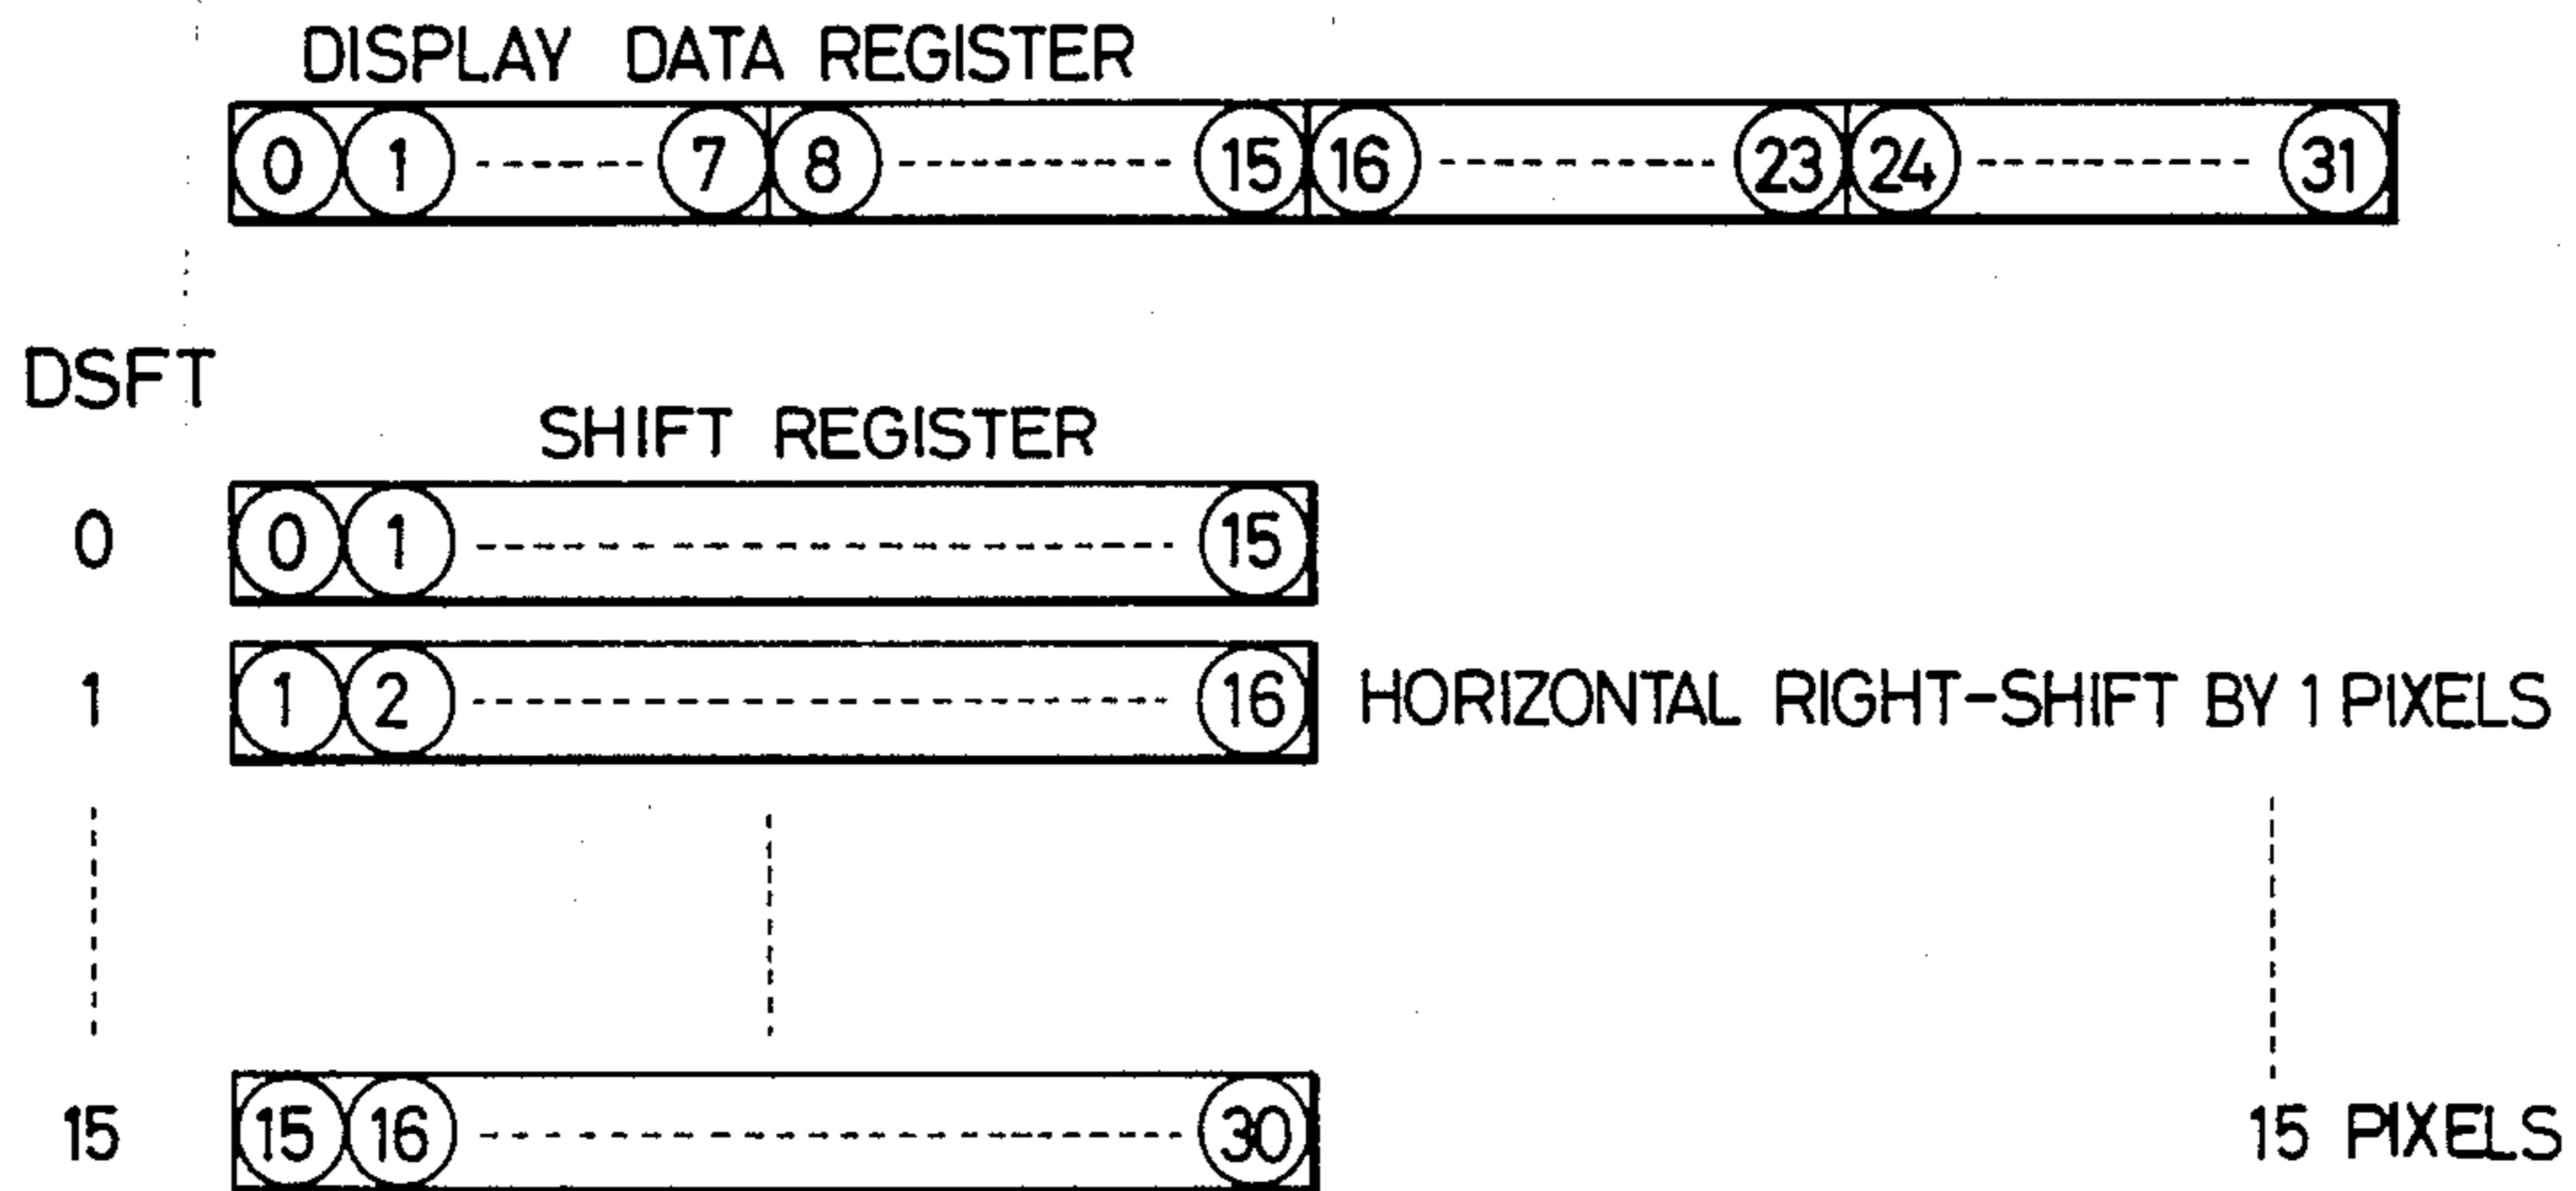 DISPLAY DATA REGISTER
0 1 7 8 15 16 23 24 31
DSFT
SHIFT REGISTER
0 0 1 15
1 1 2 16 HORIZONTAL RIGHT-SHIFT BY 1 PIXELS
15 15 16 30 15 PIXELS